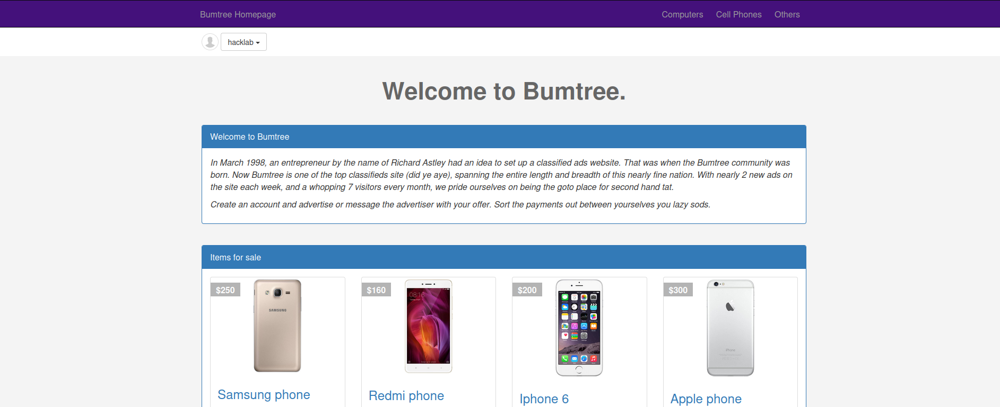 Bumtree Homepage
Computers Cell Phones Others
hacklab
Welcome to Bumtree.
Welcome to Bumtree
In March 1998, an entrepreneur by the name of Richard Astley had an idea to set up a classified ads website. That was when the Bumtree community was
born. Now Bumtree is one of the top classifieds site (did ye aye), spanning the entire length and breadth of this nearly fine nation. With nearly 2 new ads on
the site each week, and a whopping 7 visitors every month, we pride ourselves on being the goto place for second hand tat.
Create an account and advertise or message the advertiser with your offer. Sort the payments out between yourselves you lazy sods.
Items for sale
$250
SAMSUNG
Samsung phone
$160
08:16
Redmi phone
$200
Iphone 6
$300
iPhone
Apple phone